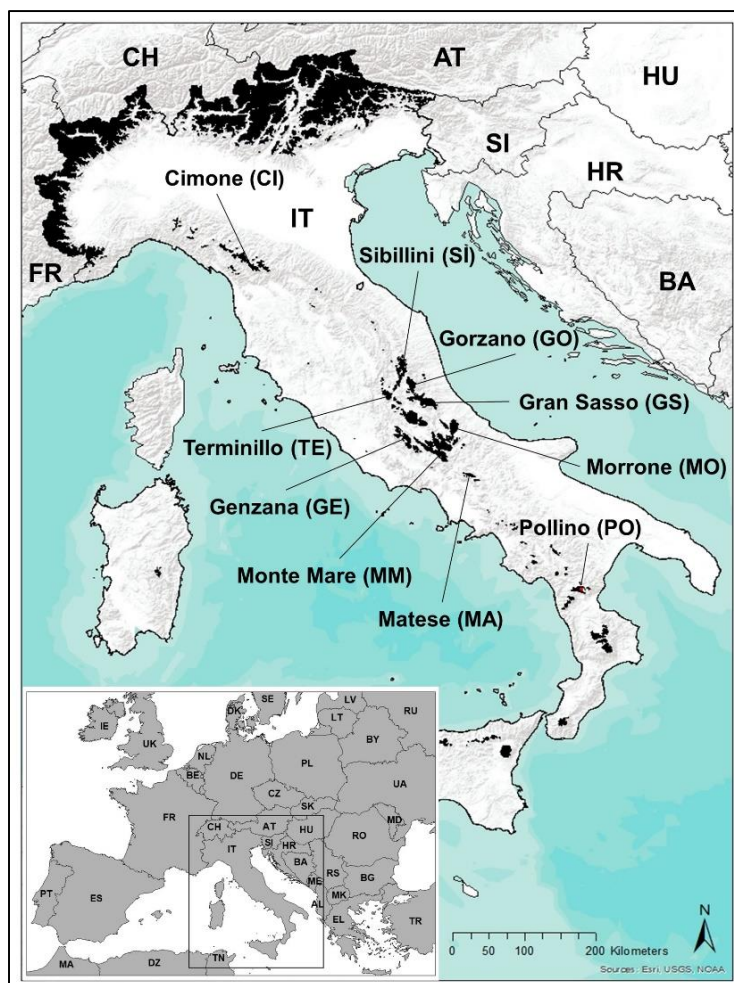 CH
AT
HU
SI
HR
Cimone (CI)
IT
Sibillini (SI)
FR
BA
Gorzano (GO)
Gran Sasso (GS)
Terminillo (TE)
Morrone (MO)
Genzana (GE)
Pollino (PO)
Monte Mare (MM)
Matese (MA)
SE
LV
DK
RU
LT
IE
UK
BY
NL
PL
BE
DE
UA
CZ
SK
FR
CH
AT
HU
MD
SI
RO
IT
HR
BA
RS
ME
BG
PT
ES
MK
AL
EL
TR
MA
DZ
TN
N
0 50 100 200 Kilometers
Sources: Esri, USGS, NOAA